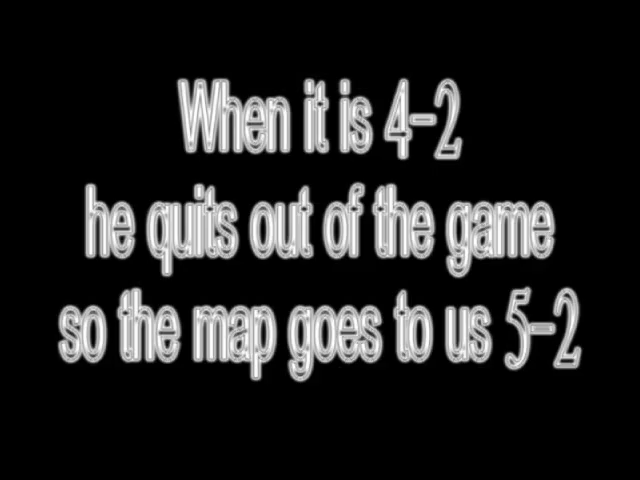 When it is 4-2
he quits out of the game
so the map goes to us 5-2